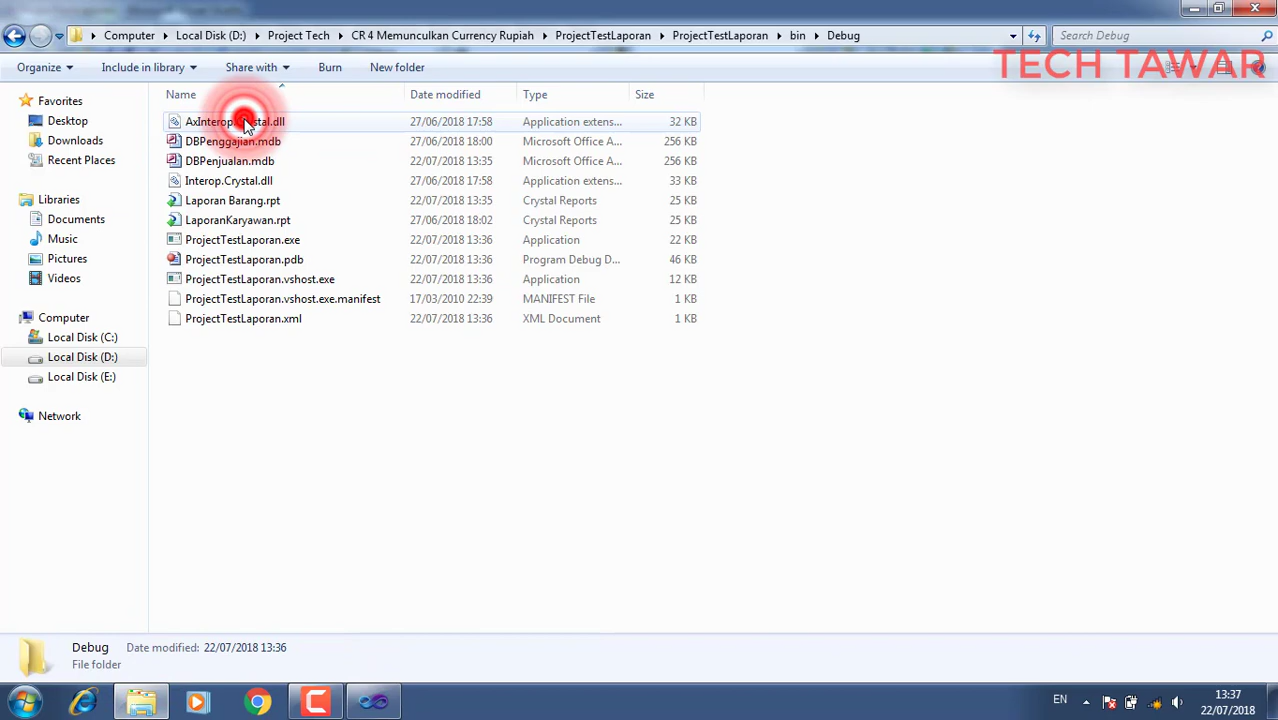 Computer Local Disk (D:) Project Tech CR 4 Memunculkan Currency Rupiah ProjectTestLaporan ProjectTestLaporan bin Debug Search Debug
TECH TAWAR
Organize Include in library Share with Burn New folder
Name Date modified Type Size
Favorites
Desktop
Downloads
Recent Places
Libraries
Documents
Music
Pictures
Videos
Computer
Local Disk (C:)
Local Disk (D:)
Local Disk (E:)
Network
AxInterop.Crystal.dll 27/06/2018 17:58 Application extens... 32 KB
DBPenggajian.mdb 27/06/2018 18:00 Microsoft Office A... 256 KB
DBPenjualan.mdb 22/07/2018 13:35 Microsoft Office A... 256 KB
Interop.Crystal.dll 27/06/2018 17:58 Application extens... 33 KB
Laporan Barang.rpt 22/07/2018 13:35 Crystal Reports 25 KB
LaporanKaryawan.rpt 27/06/2018 18:02 Crystal Reports 25 KB
ProjectTestLaporan.exe 22/07/2018 13:36 Application 22 KB
ProjectTestLaporan.pdb 22/07/2018 13:36 Program Debug D... 46 KB
ProjectTestLaporan.vshost.exe 22/07/2018 13:36 Application 12 KB
ProjectTestLaporan.vshost.exe.manifest 17/03/2010 22:39 MANIFEST File 1 KB
ProjectTestLaporan.xml 22/07/2018 13:36 XML Document 1 KB
Debug Date modified: 22/07/2018 13:36
File folder
EN
13:37
22/07/2018